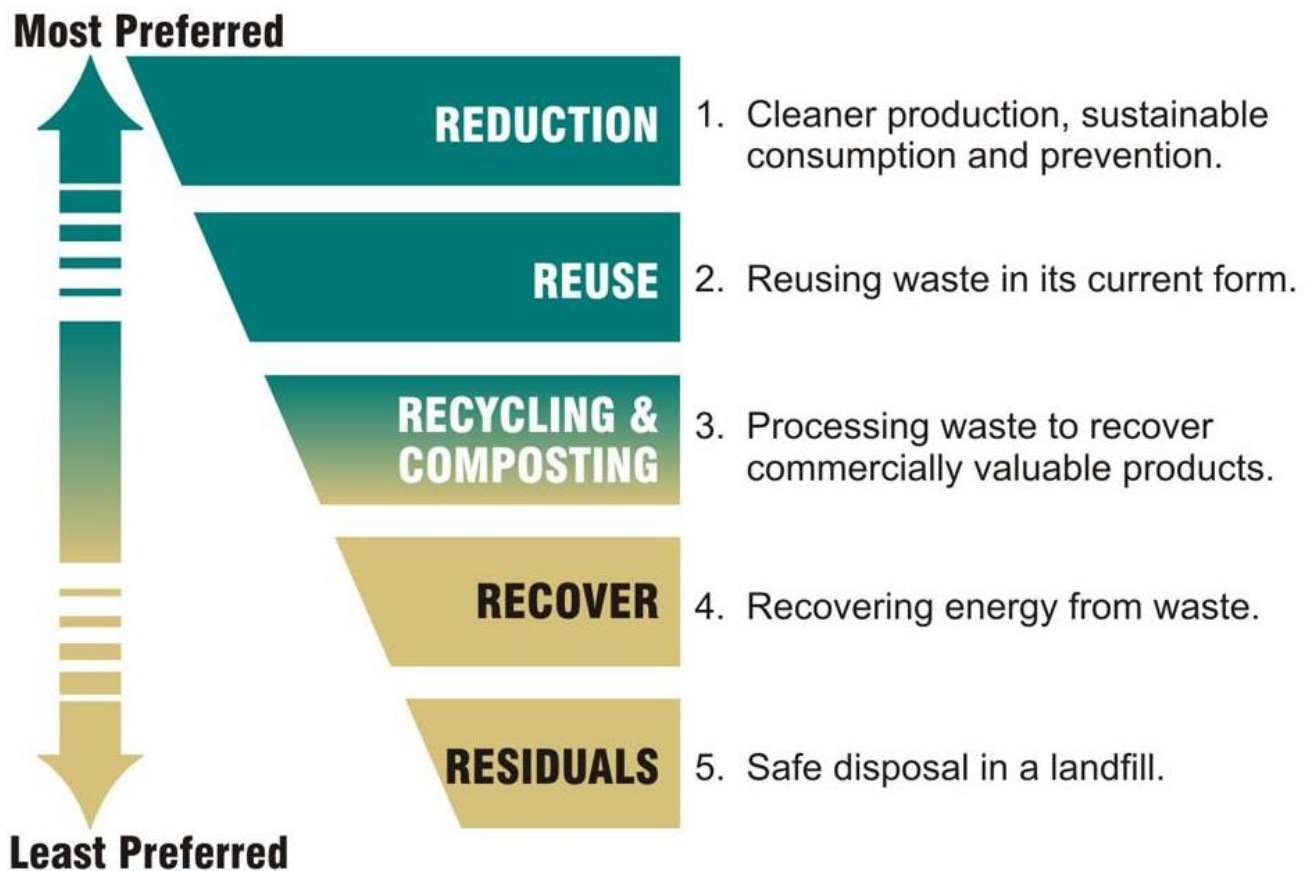 Most Preferred
REDUCTION
1. Cleaner production, sustainable
consumption and prevention.
REUSE
2. Reusing waste in its current form.
RECYCLING &
COMPOSTING
3. Processing waste to recover
commercially valuable products.
RECOVER
4. Recovering energy from waste.
RESIDUALS
5. Safe disposal in a landfill.
Least Preferred